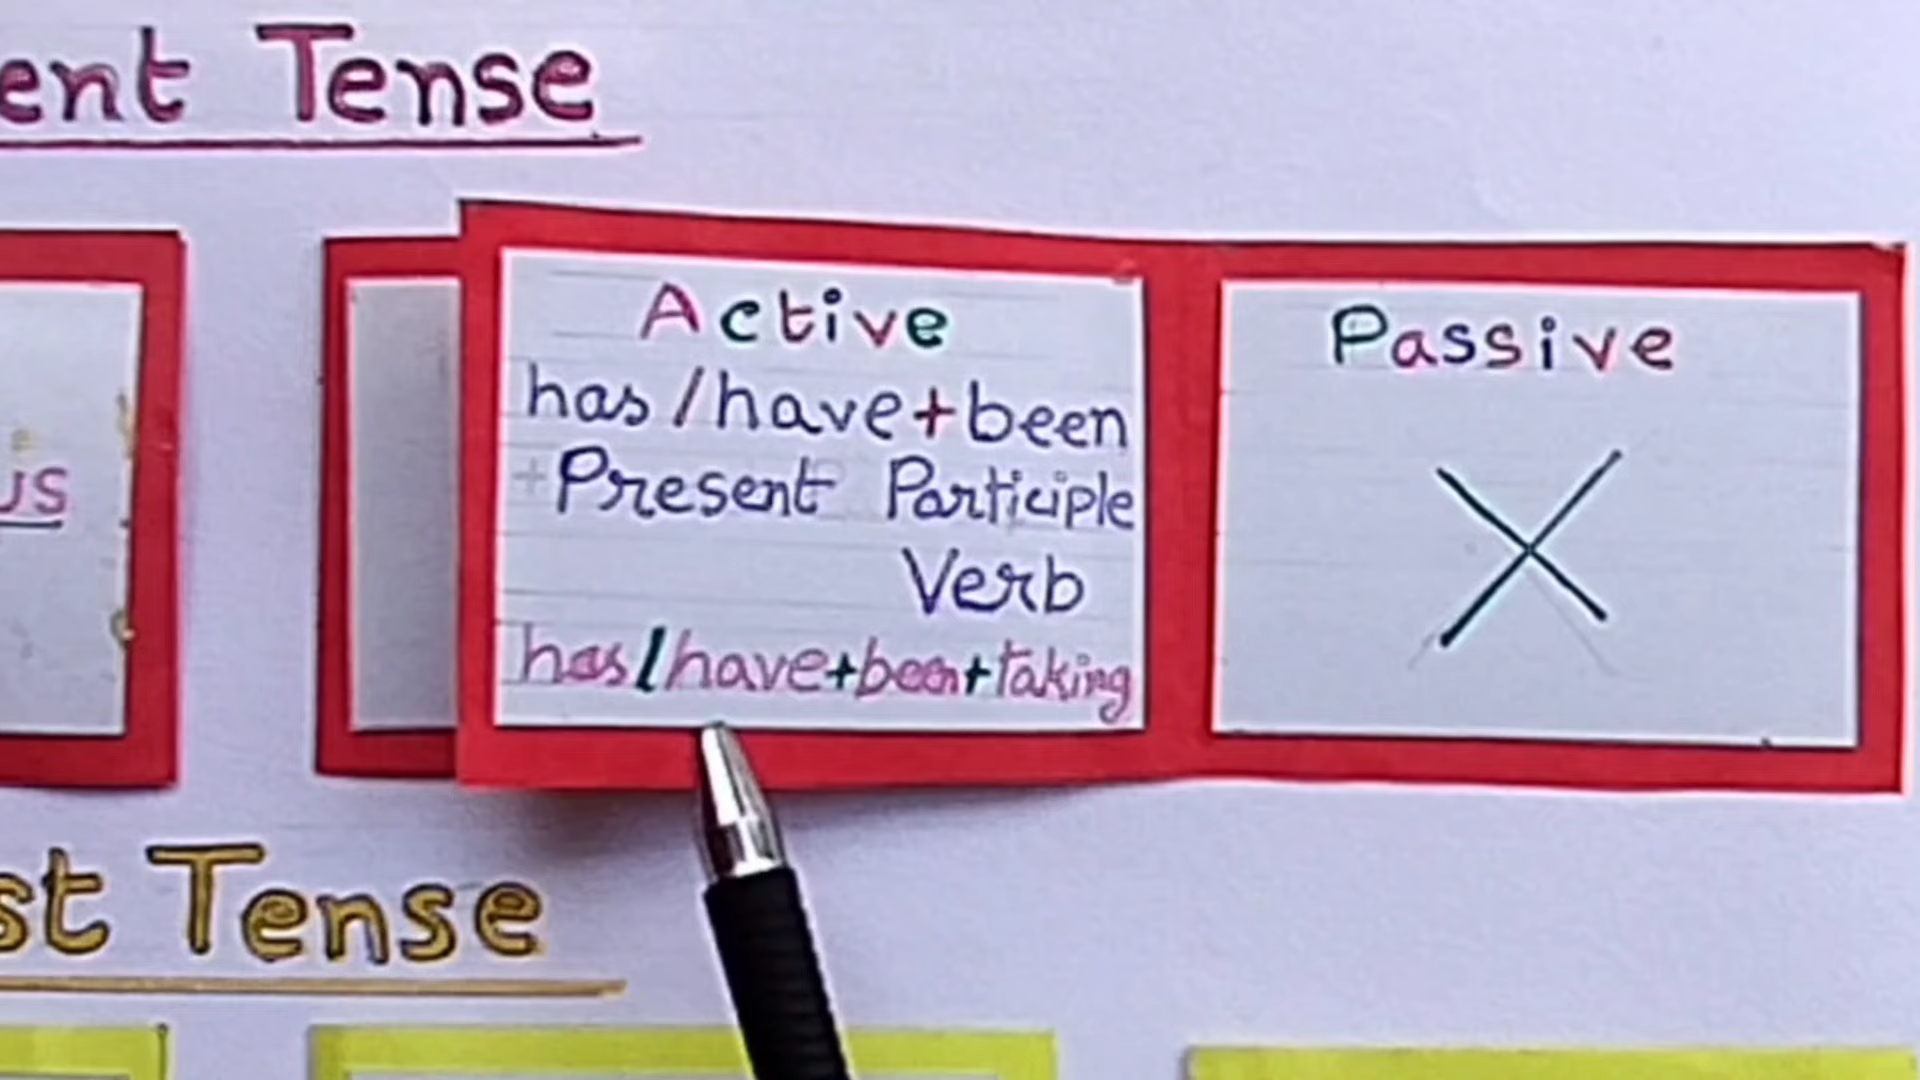 ent Tense
us
Active
has/have+been
+Present Participle
Verb
has/have+been+taking
Passive
st Tense